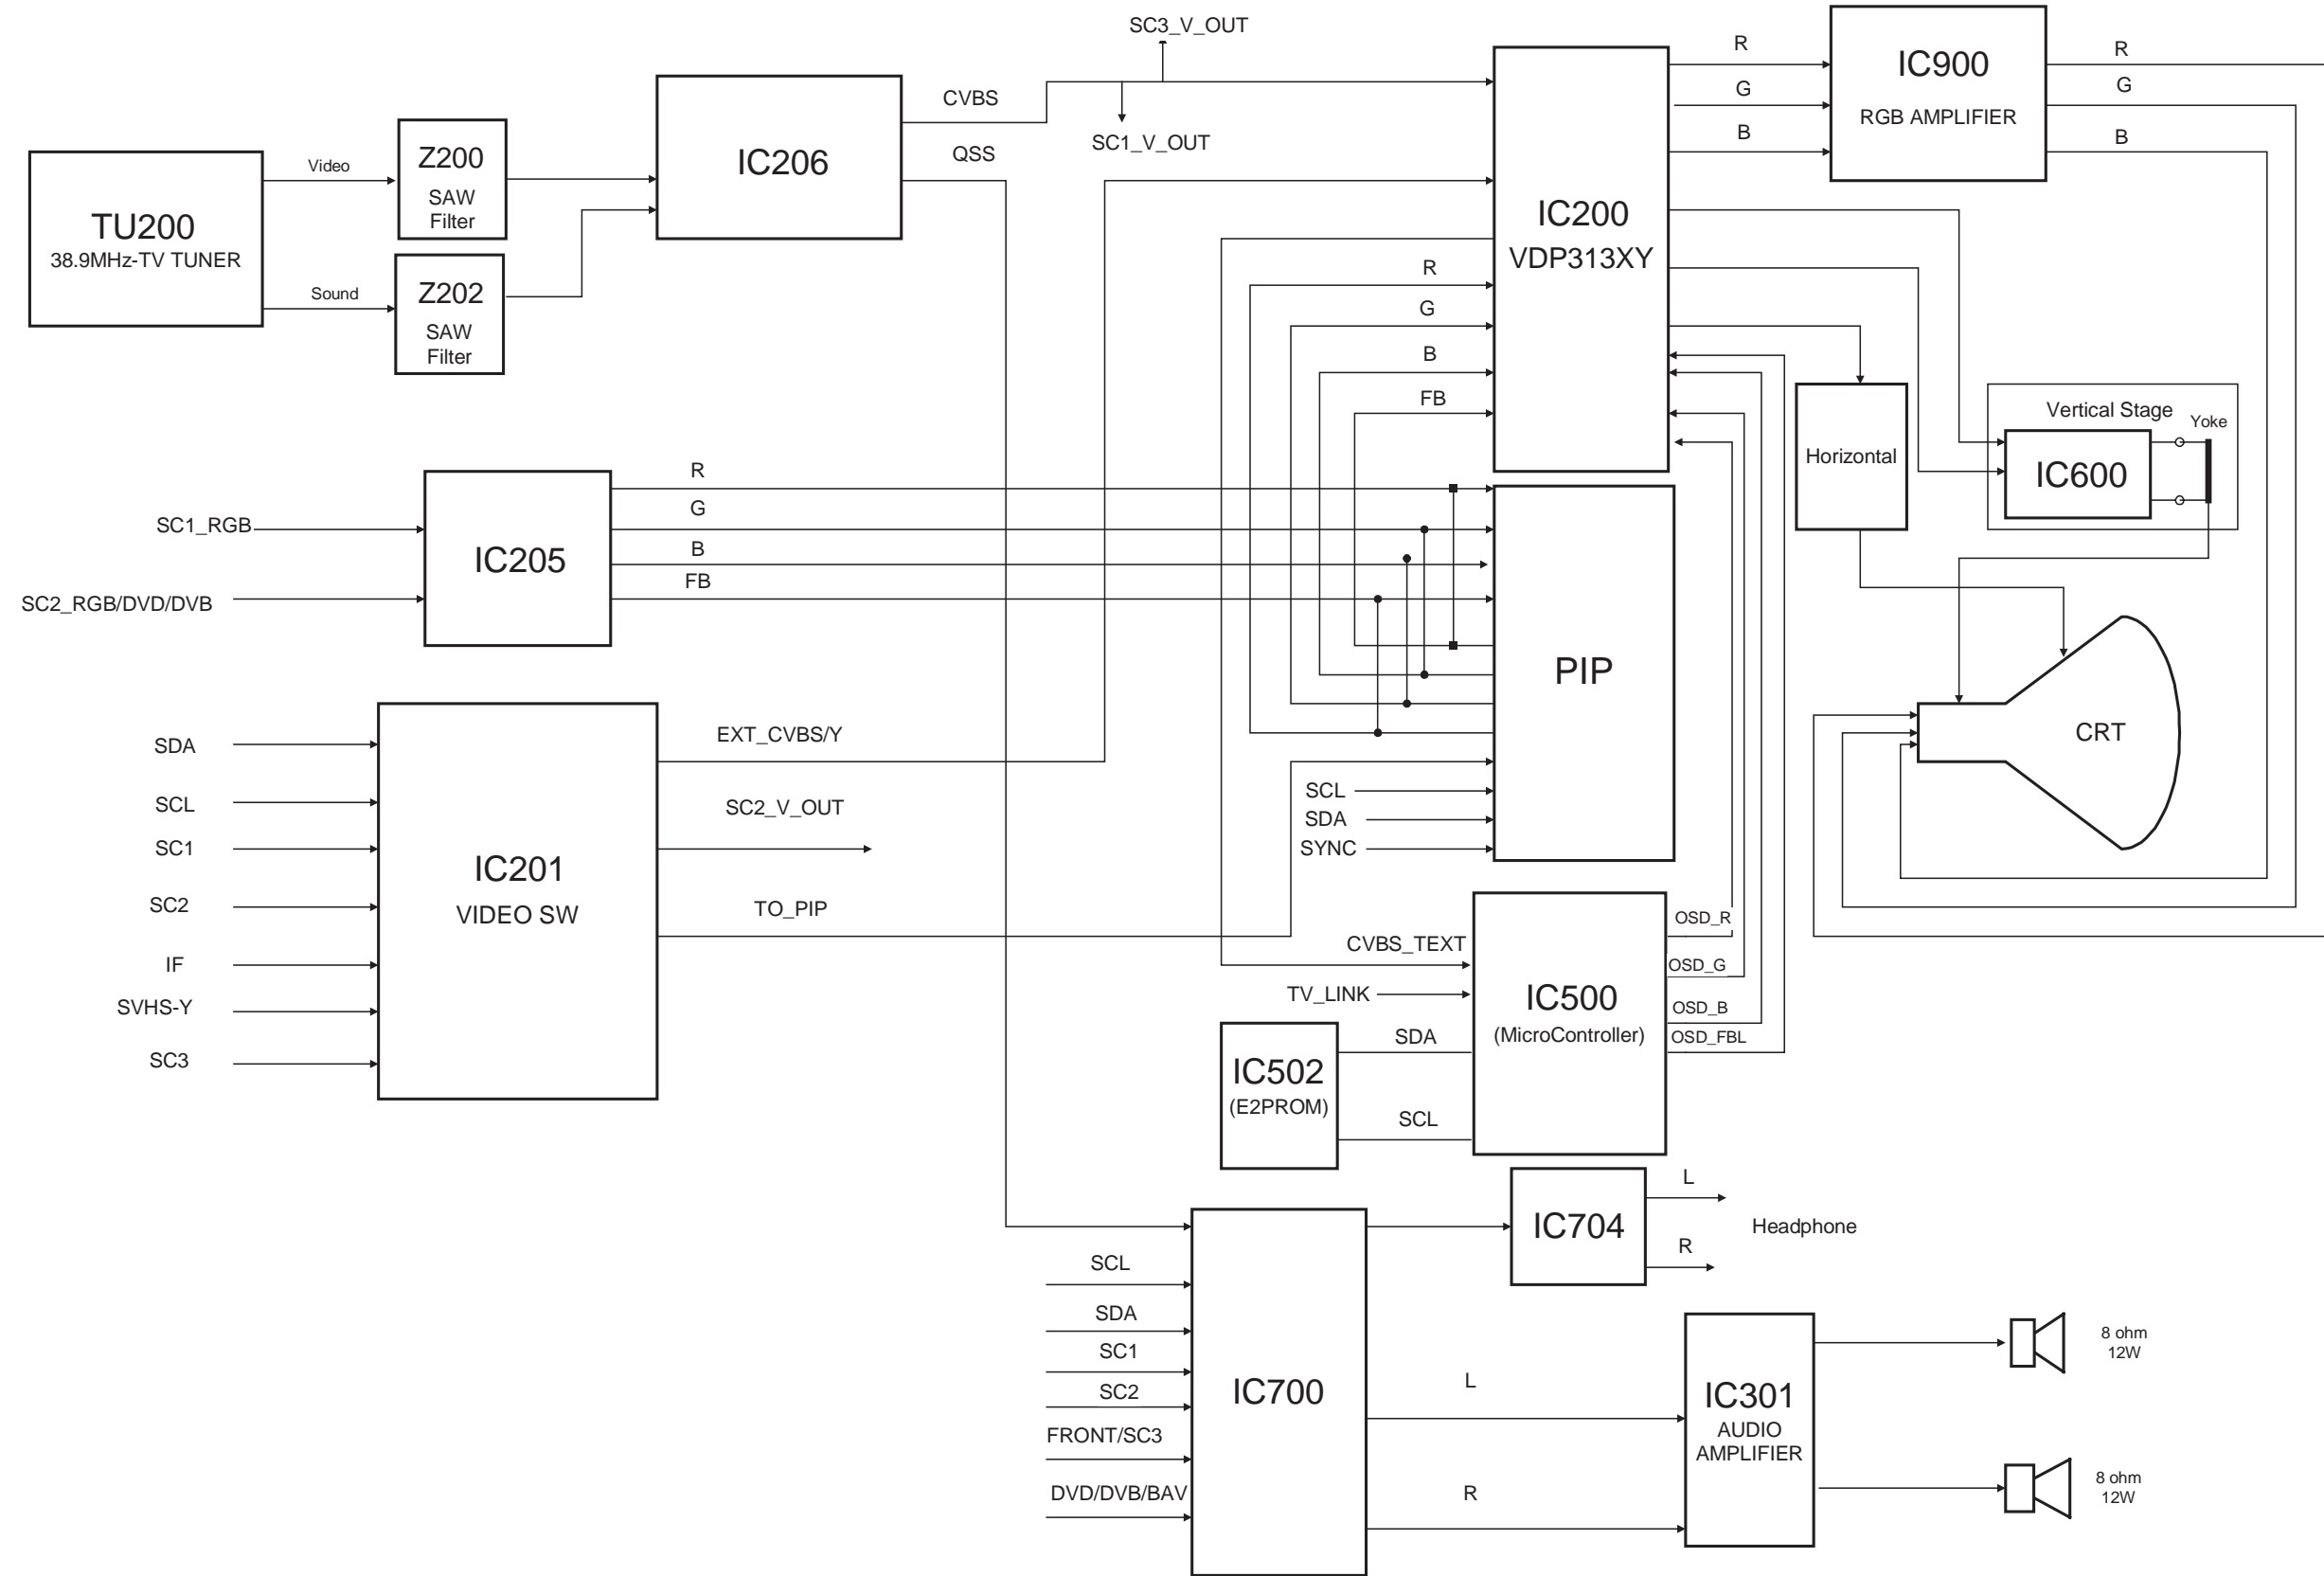 SC3_V_OUT
SC1_V_OUT
CVBS
QSS
IC206
TU200
38.9MHz-TV TUNER
Video
Sound
Z200
SAW
Filter
Z202
SAW
Filter
IC200
VDP313XY
R
G
B
IC900
RGB AMPLIFIER
R
G
B
R
G
B
FB
Horizontal
Vertical Stage
Yoke
IC600
SC1_RGB
SC2_RGB/DVD/DVB
IC205
R
G
B
FB
PIP
CRT
SDA
SCL
SC1
SC2
IF
SVHS-Y
SC3
IC201
VIDEO SW
EXT_CVBS/Y
SC2_V_OUT
TO_PIP
SCL
SDA
SYNC
CVBS_TEXT
TV_LINK
IC500
(MicroController)
OSD_R
OSD_G
OSD_B
OSD_FBL
IC502
(E2PROM)
SDA
SCL
IC704
L
R
Headphone
SCL
SDA
SC1
SC2
FRONT/SC3
DVD/DVB/BAV
IC700
L
R
IC301
AUDIO
AMPLIFIER
8 ohm
12W
8 ohm
12W